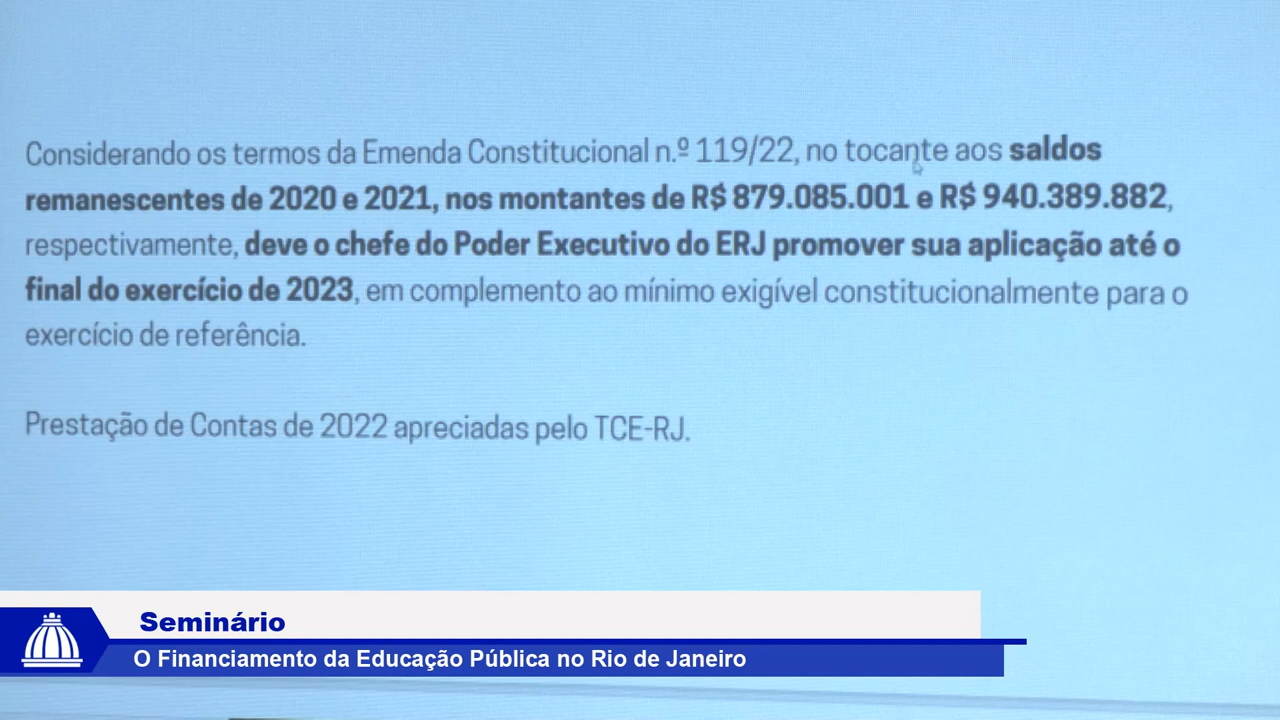 Considerando os termos da Emenda Constitucional n.º 119/22, no tocante aos saldos
remanescentes de 2020 e 2021, nos montantes de R$ 879.085.001 e R$ 940.389.882,
respectivamente, deve o chefe do Poder Executivo do ERJ promover sua aplicação até o
final do exercício de 2023, em complemento ao mínimo exigível constitucionalmente para o
exercício de referência.
Prestação de Contas de 2022 apreciadas pelo TCE-RJ.
Seminário
O Financiamento da Educação Pública no Rio de Janeiro